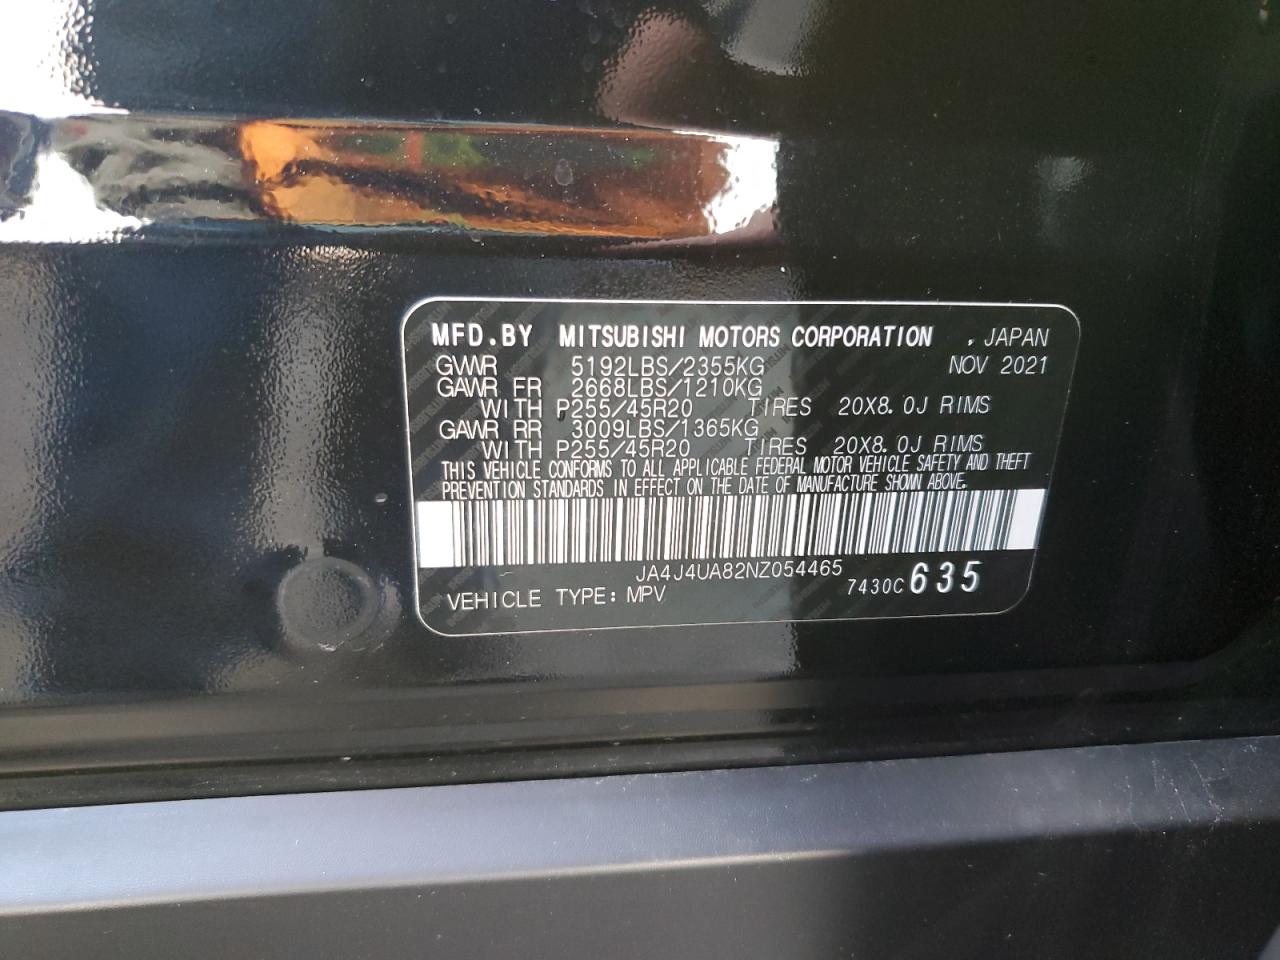 MFD.BY MITSUBISHI MOTORS CORPORATION , JAPAN
GVWR 5192LBS/2355KG NOV 2021
GAWR FR 2668LBS/1210KG
WITH P255/45R20 TIRES 20X8.0J RIMS
GAWR RR 3009LBS/1365KG
WITH P255/45R20 TIRES 20X8.0J RIMS
THIS VEHICLE CONFORMS TO ALL APPLICABLE FEDERAL MOTOR VEHICLE SAFETY AND THEFT
PREVENTION STANDARDS IN EFFECT ON THE DATE OF MANUFACTURE SHOWN ABOVE.
JA4J4UA82NZ054465
VEHICLE TYPE: MPV 7430C 635